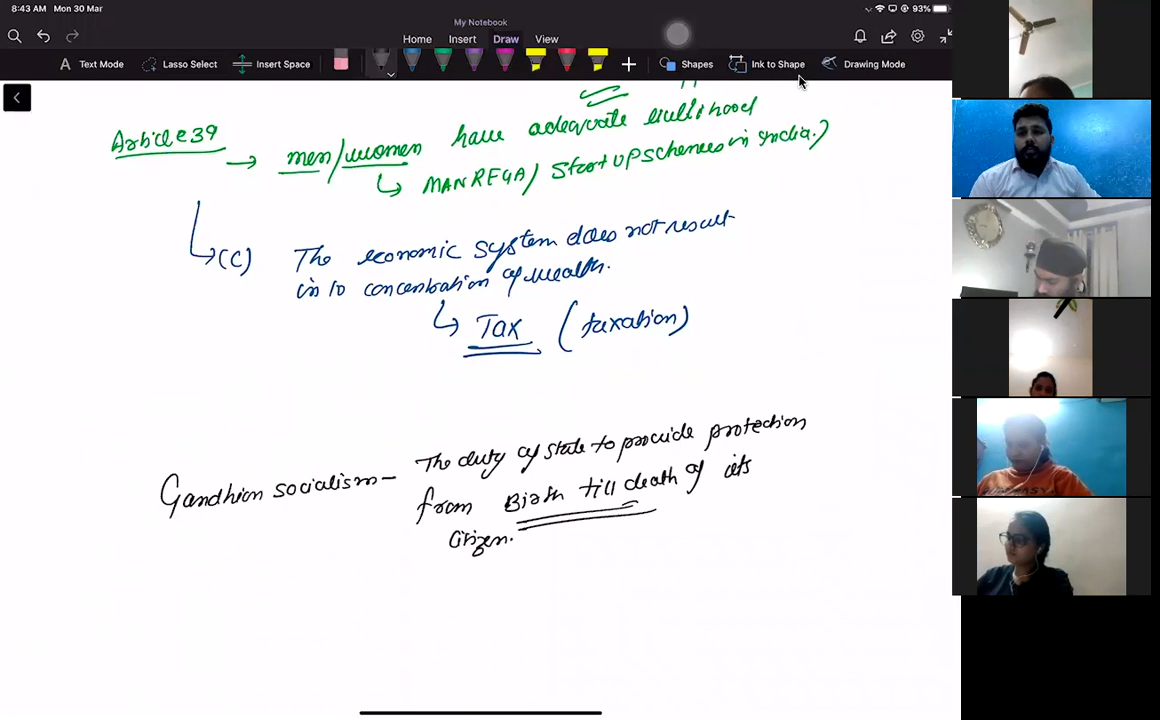 8:43 AM Mon 30 Mar
93%
My Notebook
Home Insert Draw View
Text Mode Lasso Select Insert Space Shapes Ink to Shape Drawing Mode
Article 39 → men/women have adequate livlihood
↳ MANREGA/ Start UP schemes in India.)
↳ (C) The economic system does not result
in to concentration of wealth.
↳ Tax (taxation)
Gandhian socialism – The duty of state to provide protection
from Birth till death of its
citizen.